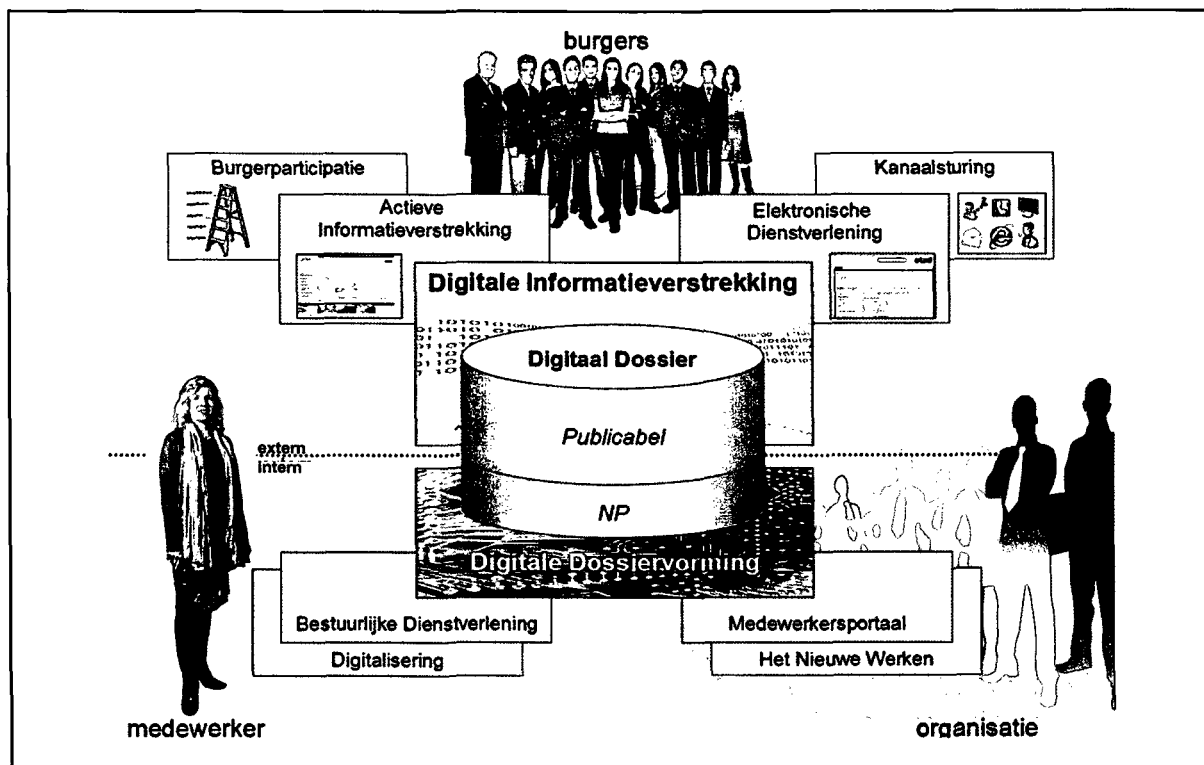 burgers
Burgerparticipatie
Kanaalsturing
Actieve
Informatieverstrekking
Elektronische
Dienstverlening
Digitale Informatieverstrekking
Digitaal Dossier
Publicabel
extern
intern
NP
Digitale Dossiervorming
Bestuurlijke Dienstverlening
Medewerkersportaal
Digitalisering
Het Nieuwe Werken
medewerker
organisatie